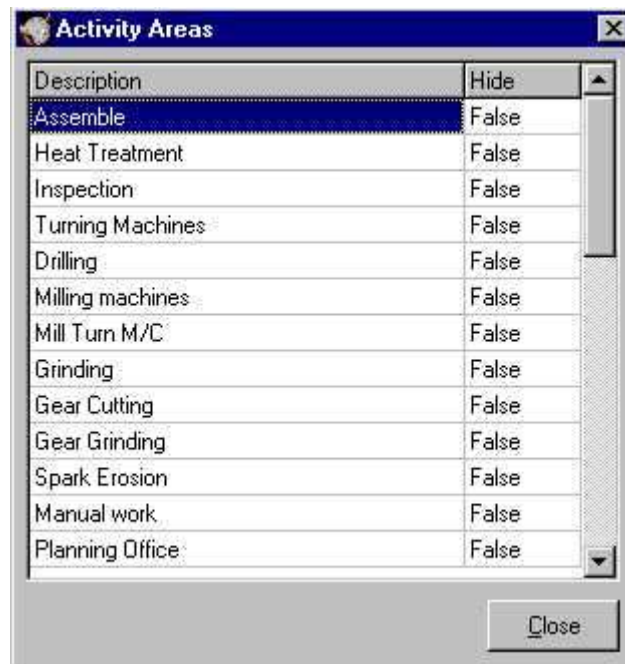 Activity Areas
Description Hide
Assemble False
Heat Treatment False
Inspection False
Turning Machines False
Drilling False
Milling machines False
Mill Turn M/C False
Grinding False
Gear Cutting False
Gear Grinding False
Spark Erosion False
Manual work False
Planning Office False
Close